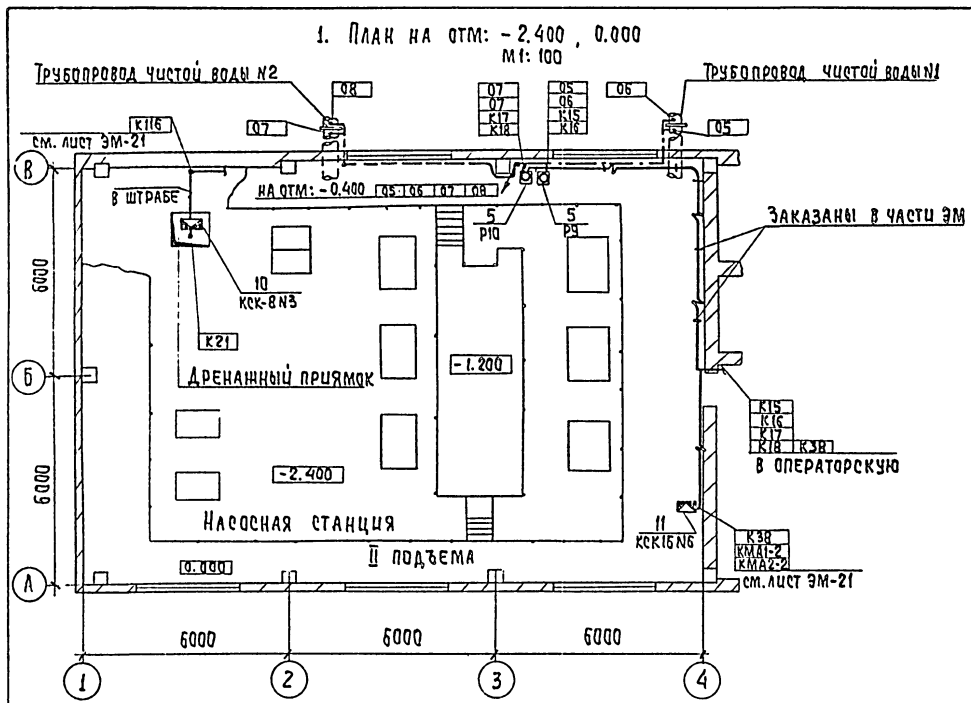 1. ПЛАН НА ОТМ: -2.400, 0.000
М1:100
ТРУБОПРОВОД ЧИСТОЙ ВОДЫ N2
08
07
07
07
К17
К18
05
06
К15
К16
06
05
ТРУБОПРОВОД ЧИСТОЙ ВОДЫ N1
К116
СМ. ЛИСТ ЭМ-21
В
В ШТРАБЕ
НА ОТМ: -0.400 05 06 07 08
5
Р10
5
Р9
ЗАКАЗАНЫ В ЧАСТИ ЭМ
10
КСК-8N3
К21
6000
Б
ДРЕНАЖНЫЙ ПРИЯМОК
-1.200
К15
К16
К17
К18 К38
В ОПЕРАТОРСКУЮ
6000
-2.400
НАСОСНАЯ СТАНЦИЯ
II ПОДЪЕМА
11
КСК16N6
К38
КМА1-2
КМА2-2
СМ. ЛИСТ ЭМ-21
0.000
А
6000
6000
6000
1
2
3
4